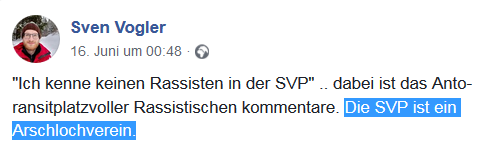 Sven Vogler
16. Juni um 00:48 ·
"Ich kenne keinen Rassisten in der SVP" .. dabei ist das Anto-
ransitplatzvoller Rassistischen kommentare. Die SVP ist ein
Arschlochverein.